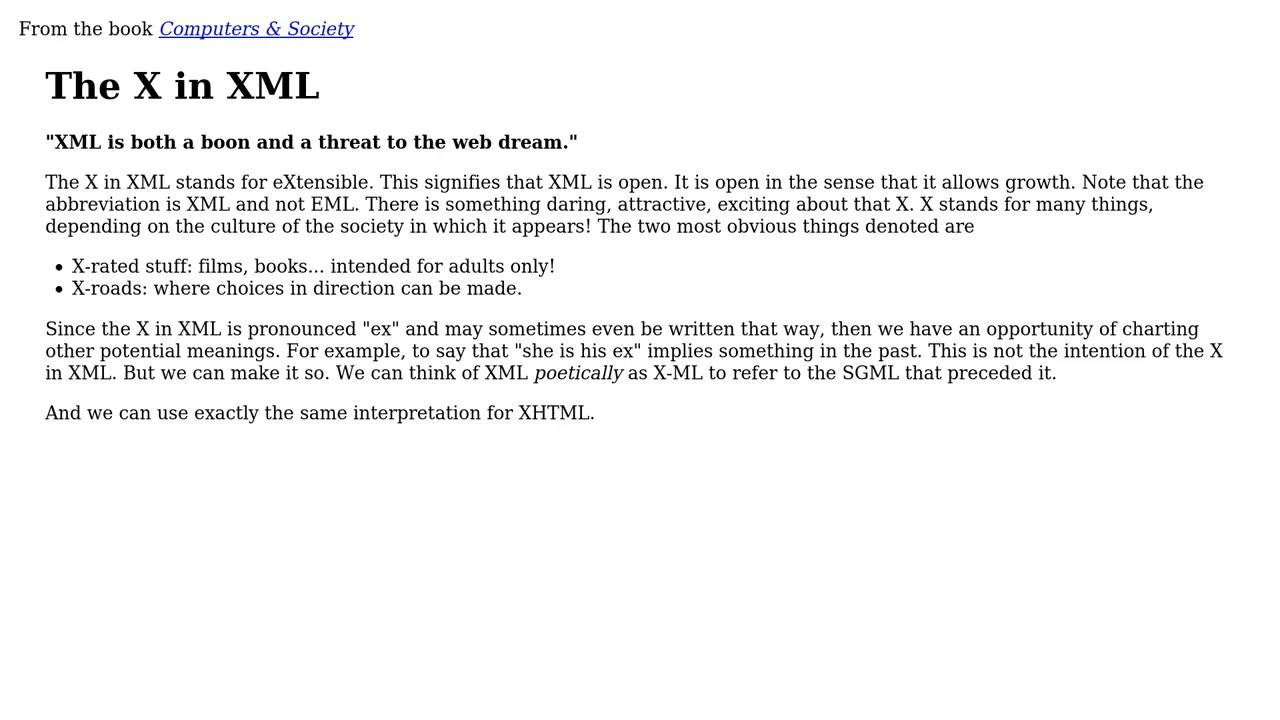 From the book Computers & Society
The X in XML
"XML is both a boon and a threat to the web dream."
The X in XML stands for eXtensible. This signifies that XML is open. It is open in the sense that it allows growth. Note that the
abbreviation is XML and not EML. There is something daring, attractive, exciting about that X. X stands for many things,
depending on the culture of the society in which it appears! The two most obvious things denoted are
• X-rated stuff: films, books... intended for adults only!
• X-roads: where choices in direction can be made.
Since the X in XML is pronounced "ex" and may sometimes even be written that way, then we have an opportunity of charting
other potential meanings. For example, to say that "she is his ex" implies something in the past. This is not the intention of the X
in XML. But we can make it so. We can think of XML poetically as X-ML to refer to the SGML that preceded it.
And we can use exactly the same interpretation for XHTML.